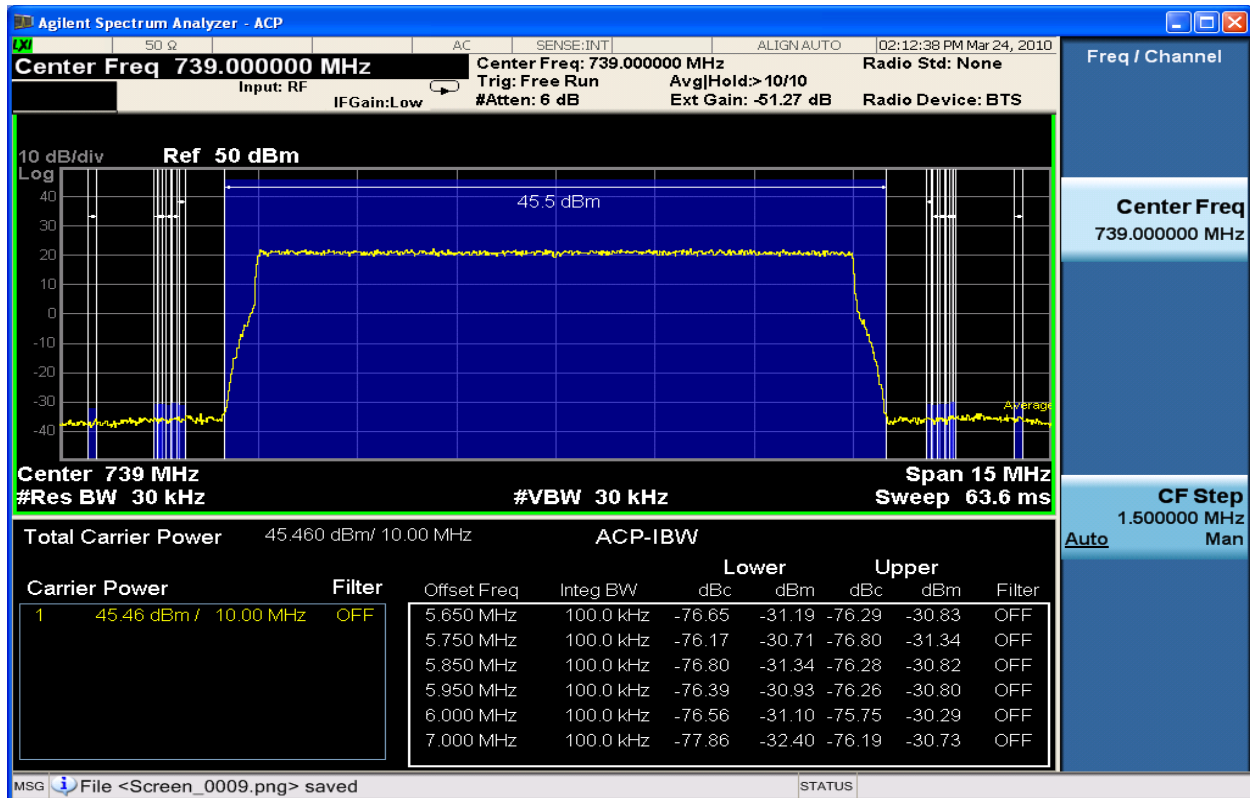 Agilent Spectrum Analyzer - ACP
LXI 50 Ω AC SENSE:INT ALIGN AUTO 02:12:38 PM Mar 24, 2010
Center Freq 739.000000 MHz Center Freq: 739.000000 MHz Radio Std: None
Input: RF Trig: Free Run Avg|Hold:> 10/10
IFGain:Low #Atten: 6 dB Ext Gain: -51.27 dB Radio Device: BTS
Freq / Channel
10 dB/div Ref 50 dBm
Log
40
30
20
10
0
-10
-20
-30
-40
45.5 dBm
Average
Center Freq
739.000000 MHz
Center 739 MHz Span 15 MHz
#Res BW 30 kHz #VBW 30 kHz Sweep 63.6 ms
CF Step
1.500000 MHz
Auto Man
Total Carrier Power 45.460 dBm/ 10.00 MHz ACP-IBW
Lower Upper
Carrier Power Filter Offset Freq Integ BW dBc dBm dBc dBm Filter
1 45.46 dBm / 10.00 MHz OFF
5.650 MHz 100.0 kHz -76.65 -31.19 -76.29 -30.83 OFF
5.750 MHz 100.0 kHz -76.17 -30.71 -76.80 -31.34 OFF
5.850 MHz 100.0 kHz -76.80 -31.34 -76.28 -30.82 OFF
5.950 MHz 100.0 kHz -76.39 -30.93 -76.26 -30.80 OFF
6.000 MHz 100.0 kHz -76.56 -31.10 -75.75 -30.29 OFF
7.000 MHz 100.0 kHz -77.86 -32.40 -76.19 -30.73 OFF
MSG File <Screen_0009.png> saved STATUS